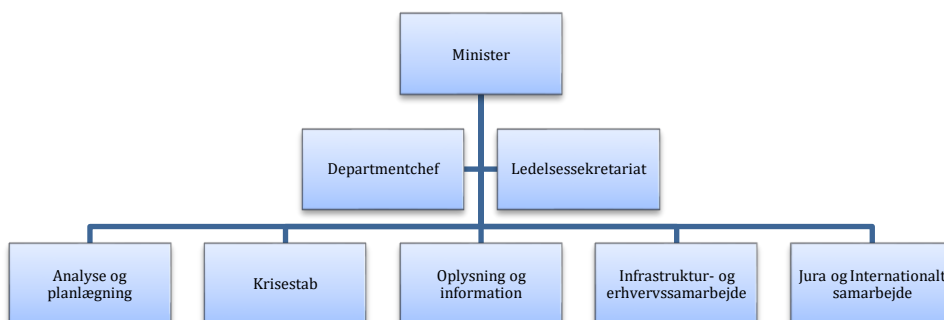 Minister
Departmentchef
Ledelsessekretariat
Analyse og
planlægning
Krisestab
Oplysning og
information
Infrastruktur- og
erhvervssamarbejde
Jura og Internationalt
samarbejde